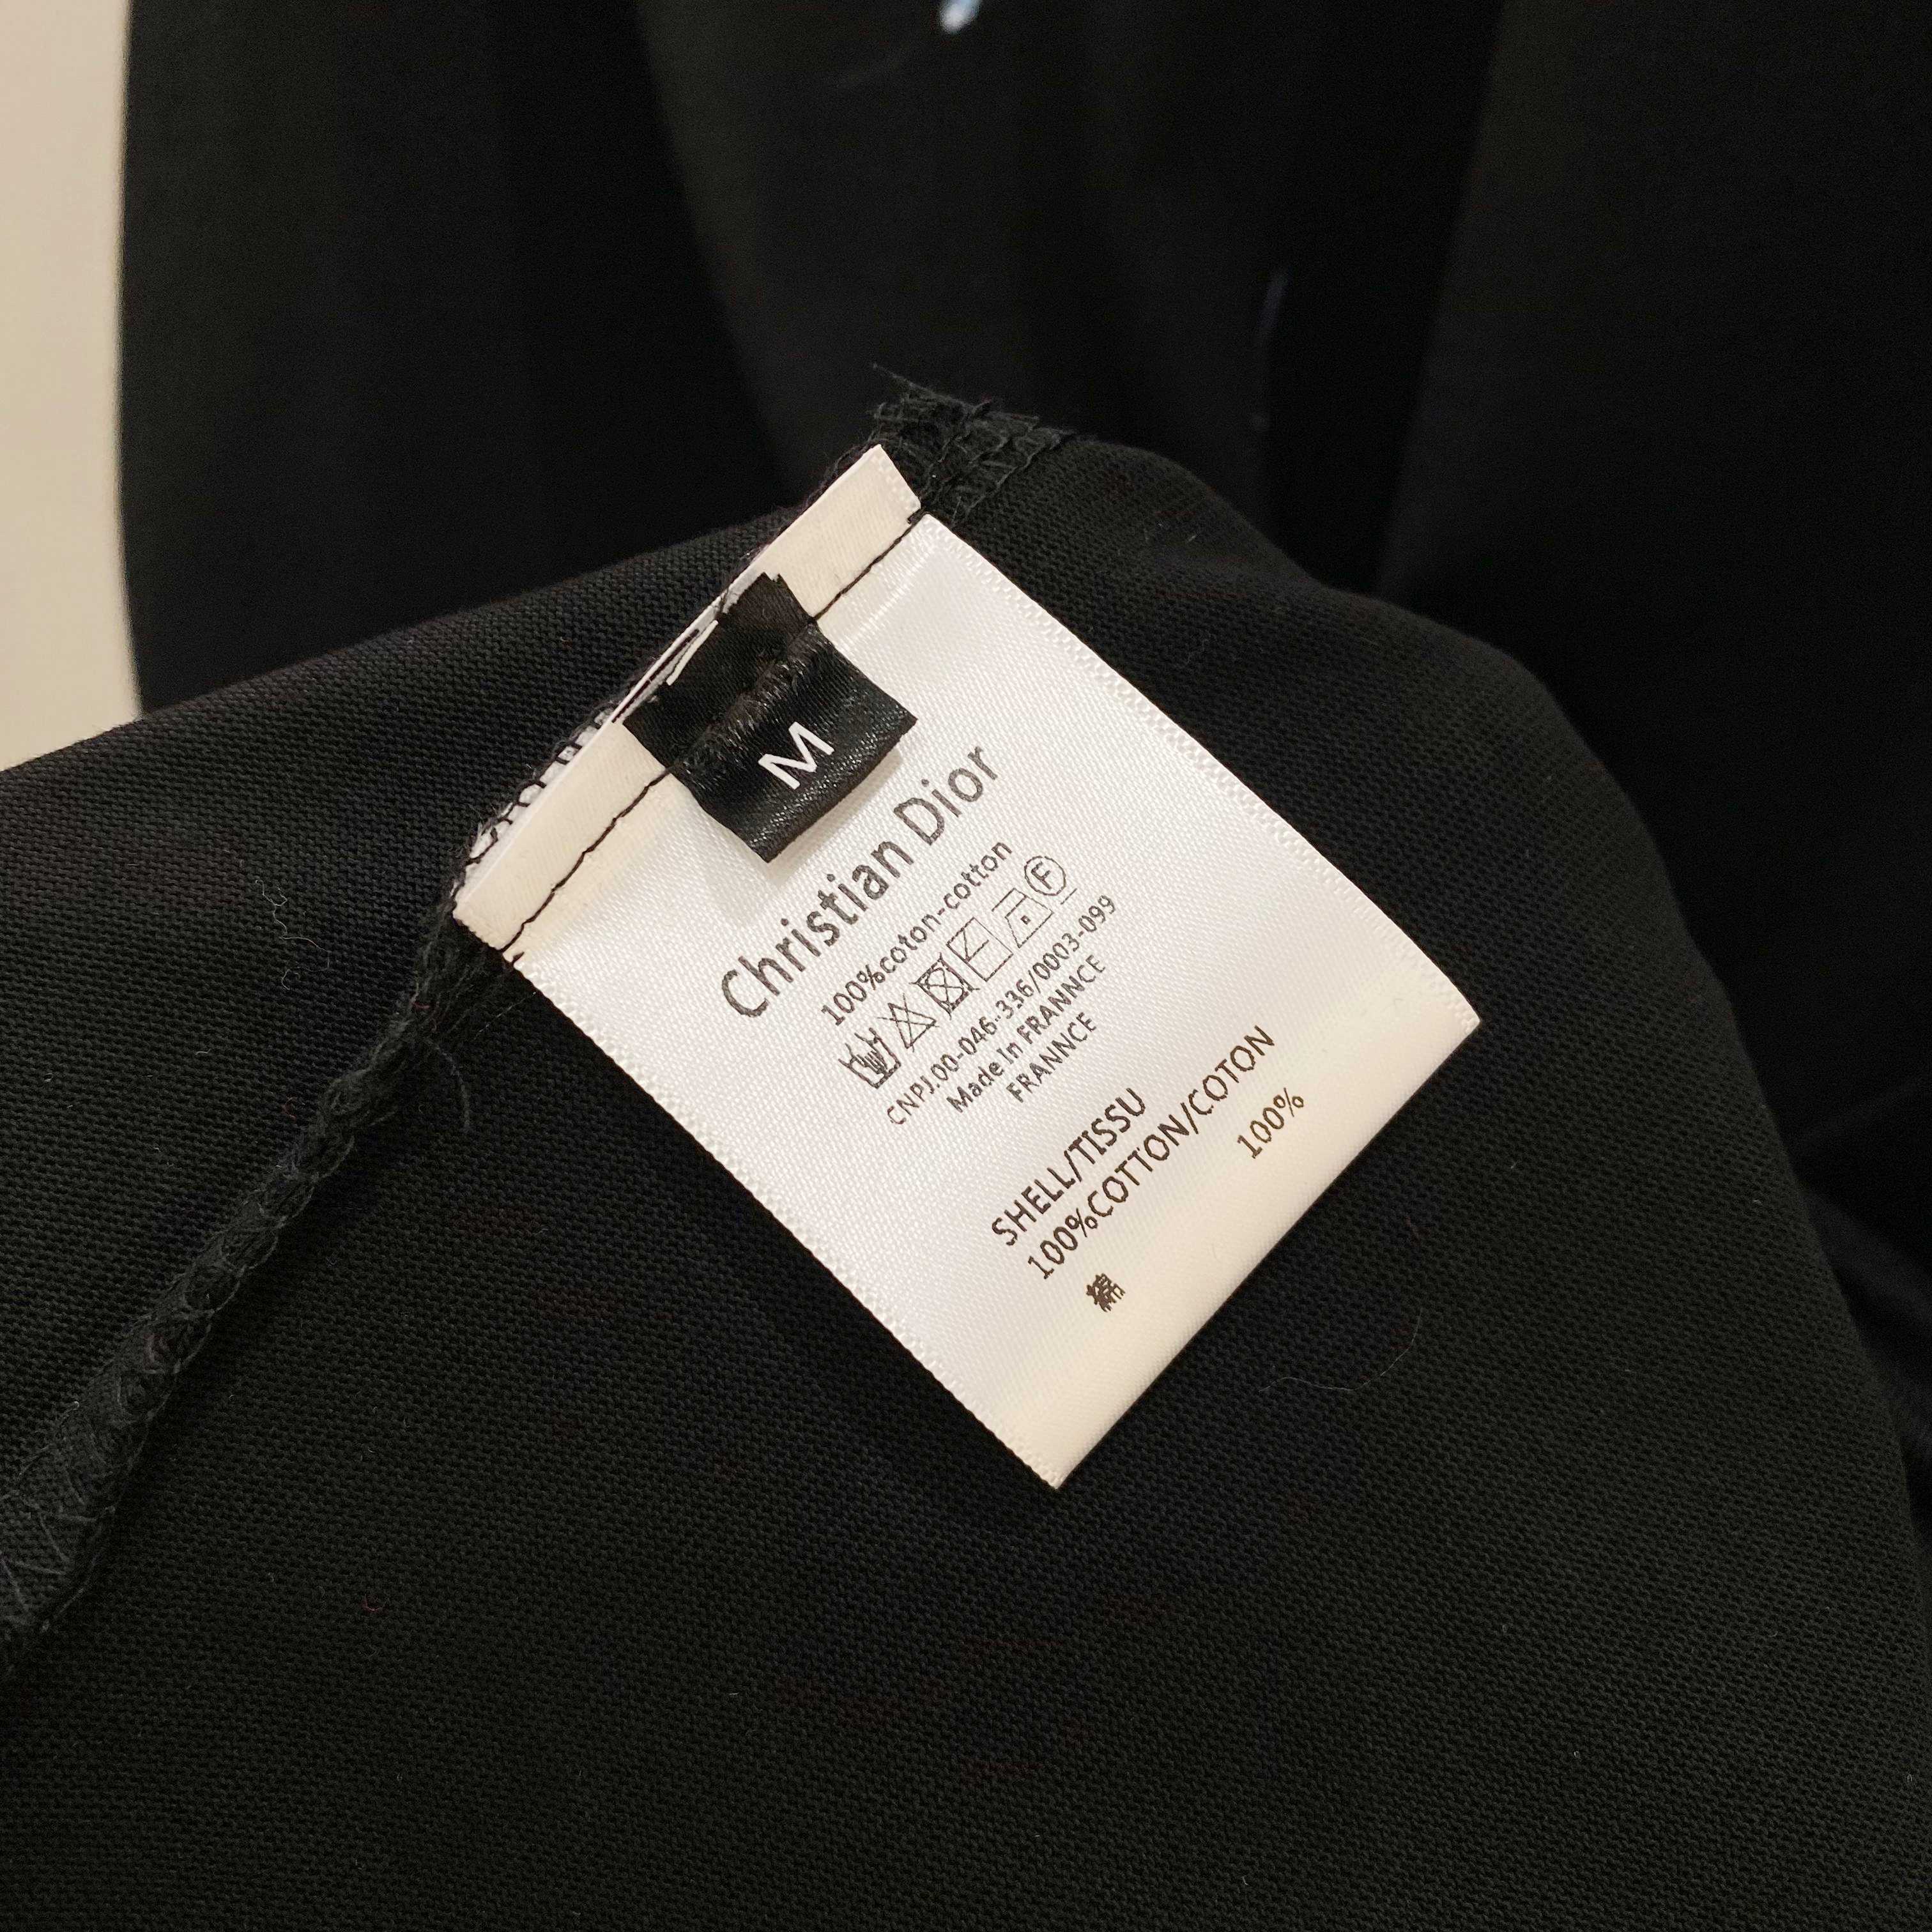 M
Christian Dior
100%coton-cotton
F
CNPJ.00-046-336/0003-099
Made In FRANNCE
FRANNCE
SHELL/TISSU
100%COTTON/COTON
綿 100%